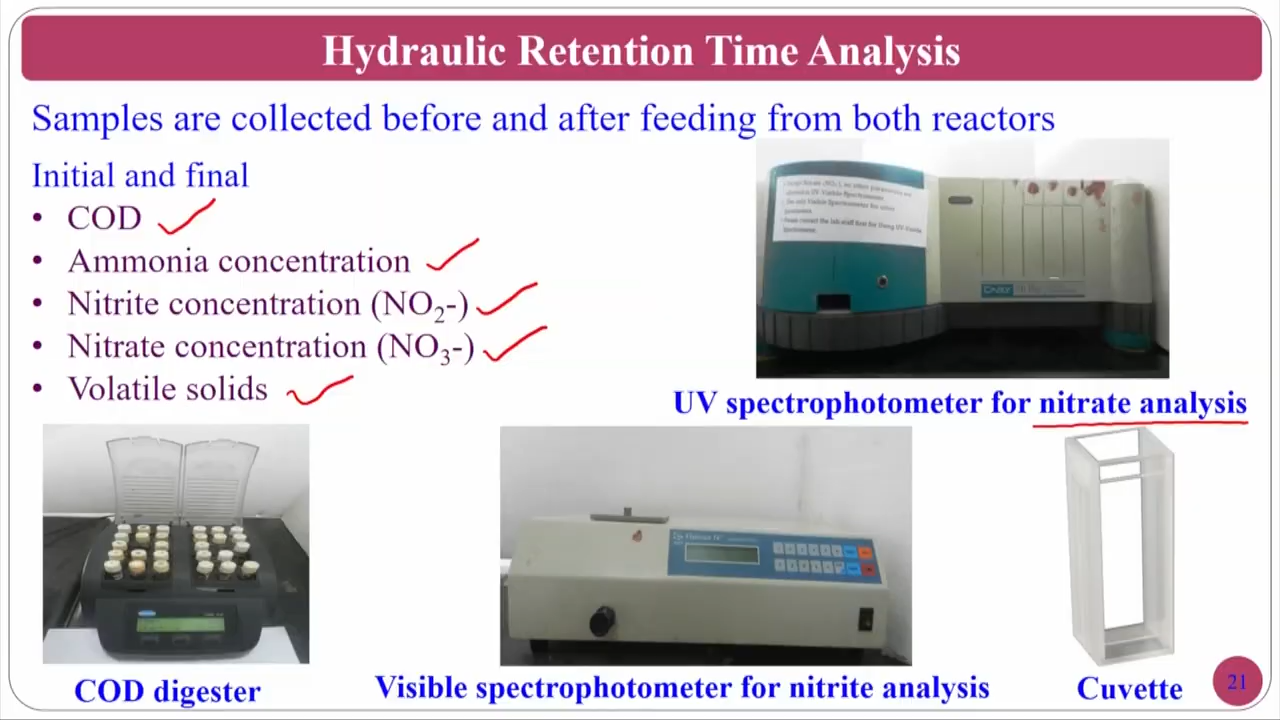 Hydraulic Retention Time Analysis
Samples are collected before and after feeding from both reactors
Initial and final
• COD
• Ammonia concentration
• Nitrite concentration (NO2-)
• Nitrate concentration (NO3-)
• Volatile solids
UV spectrophotometer for nitrate analysis
COD digester
Visible spectrophotometer for nitrite analysis
Cuvette
21